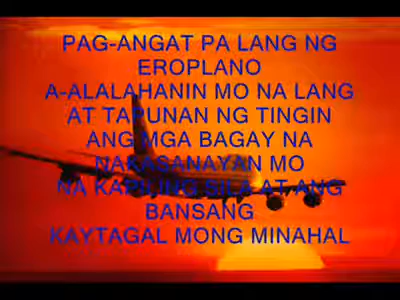 PAG-ANGAT PA LANG NG
EROPLANO
A-ALALAHANIN MO NA LANG
AT TAPUNAN NG TINGIN
ANG MGA BAGAY NA
NAKASANAYAN MO
NA KAPILING SILA AT ANG
BANSANG
KAYTAGAL MONG MINAHAL